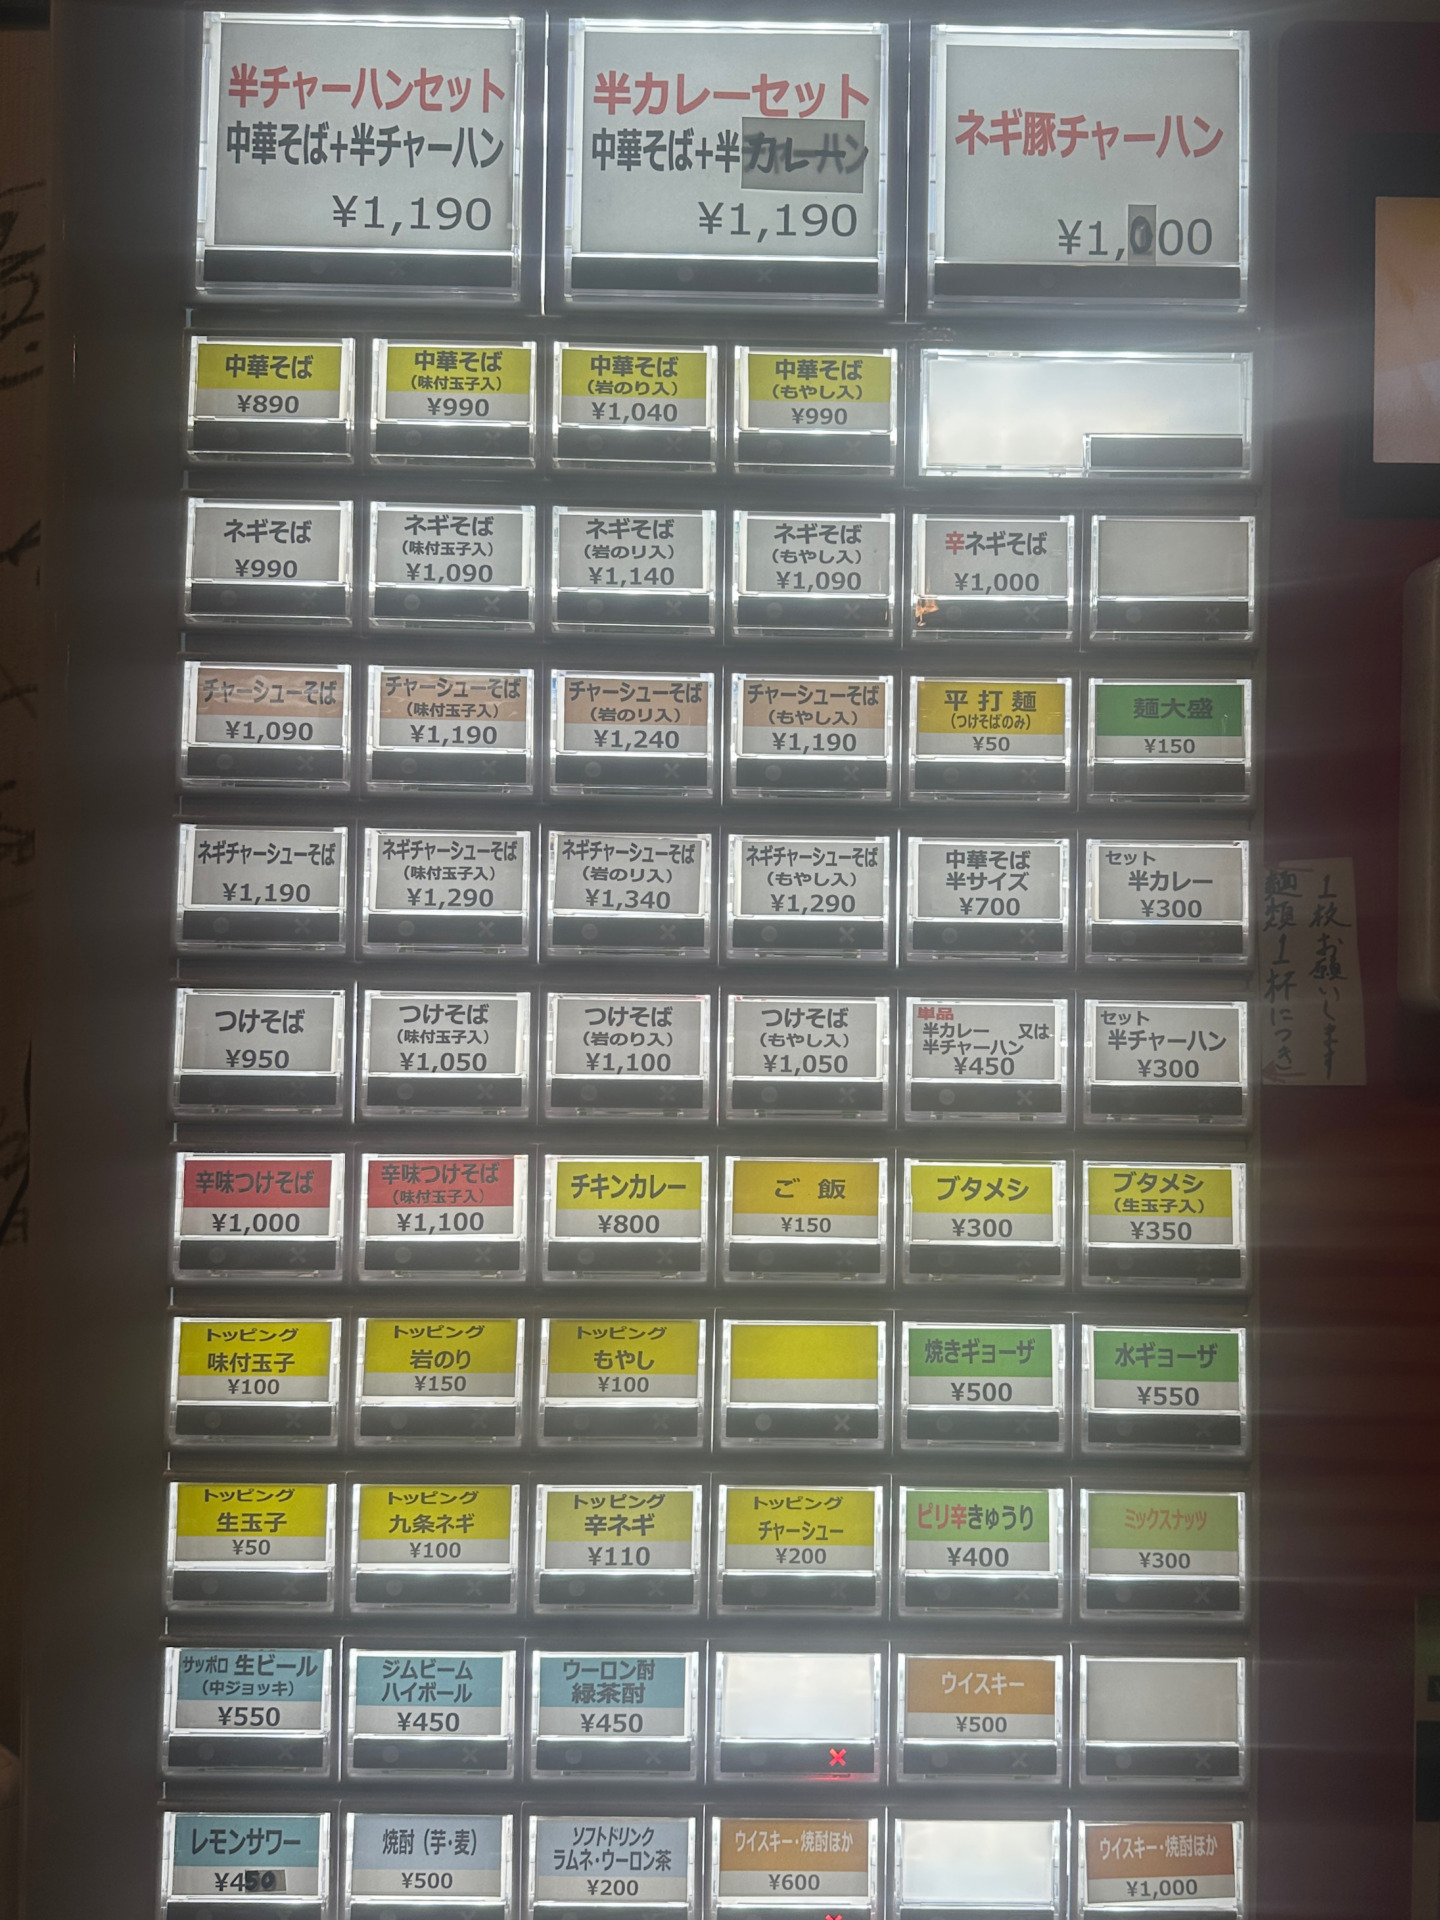 半チャーハンセット
中華そば+半チャーハン
¥1,190
半カレーセット
中華そば+半カレー
¥1,190
ネギ豚チャーハン
¥1,000
中華そば
¥890
中華そば
(味付玉子入)
¥990
中華そば
(岩のり入)
¥1,040
中華そば
(もやし入)
¥990
ネギそば
¥990
ネギそば
(味付玉子入)
¥1,090
ネギそば
(岩のリ入)
¥1,140
ネギそば
(もやし入)
¥1,090
辛ネギそば
¥1,000
チャーシューそば
¥1,090
チャーシューそば
(味付玉子入)
¥1,190
チャーシューそば
(岩のリ入)
¥1,240
チャーシューそば
(もやし入)
¥1,190
平打麺
(つけそばのみ)
¥50
麺大盛
¥150
ネギチャーシューそば
¥1,190
ネギチャーシューそば
(味付玉子入)
¥1,290
ネギチャーシューそば
(岩のリ入)
¥1,340
ネギチャーシューそば
(もやし入)
¥1,290
中華そば
半サイズ
¥700
セット
半カレー
¥300
麺類1杯につき
1枚お願いします
つけそば
¥950
つけそば
(味付玉子入)
¥1,050
つけそば
(岩のり入)
¥1,100
つけそば
(もやし入)
¥1,050
単品
半カレー 又は
半チャーハン
¥450
セット
半チャーハン
¥300
辛味つけそば
¥1,000
辛味つけそば
(味付玉子入)
¥1,100
チキンカレー
¥800
ご飯
¥150
ブタメシ
¥300
ブタメシ
(生玉子入)
¥350
トッピング
味付玉子
¥100
トッピング
岩のり
¥150
トッピング
もやし
¥100
焼きギョーザ
¥500
水ギョーザ
¥550
トッピング
生玉子
¥50
トッピング
九条ネギ
¥100
トッピング
辛ネギ
¥110
トッピング
チャーシュー
¥200
ピリ辛きゅうり
¥400
ミックスナッツ
¥300
サッポロ 生ビール
(中ジョッキ)
¥550
ジムビーム
ハイボール
¥450
ウーロン酎
緑茶酎
¥450
ウイスキー
¥500
レモンサワー
¥450
焼酎 (芋・麦)
¥500
ソフトドリンク
ラムネ・ウーロン茶
¥200
ウイスキー・焼酎ほか
¥600
ウイスキー・焼酎ほか
¥1,000